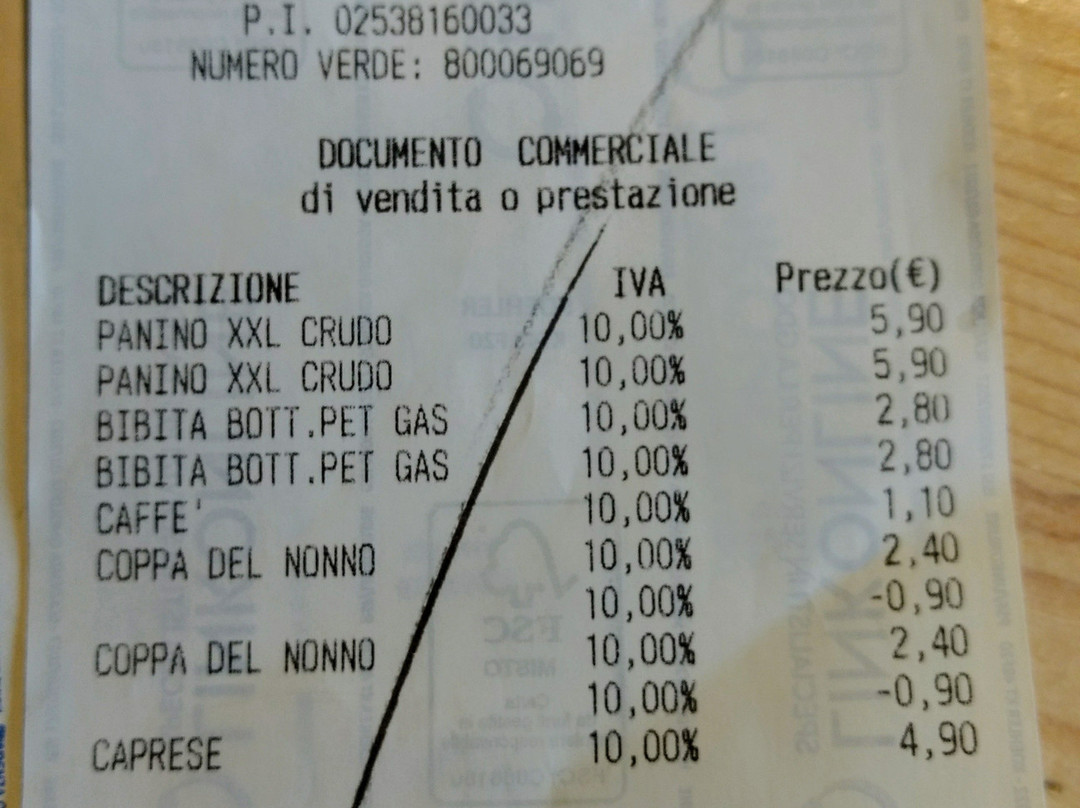 P.I. 02538160033
NUMERO VERDE: 800069069
DOCUMENTO COMMERCIALE
di vendita o prestazione
DESCRIZIONE IVA Prezzo(€)
PANINO XXL CRUDO 10,00% 5,90
PANINO XXL CRUDO 10,00% 5,90
BIBITA BOTT.PET GAS 10,00% 2,80
BIBITA BOTT.PET GAS 10,00% 2,80
CAFFE' 10,00% 1,10
COPPA DEL NONNO 10,00% 2,40
10,00% -0,90
COPPA DEL NONNO 10,00% 2,40
10,00% -0,90
CAPRESE 10,00% 4,90